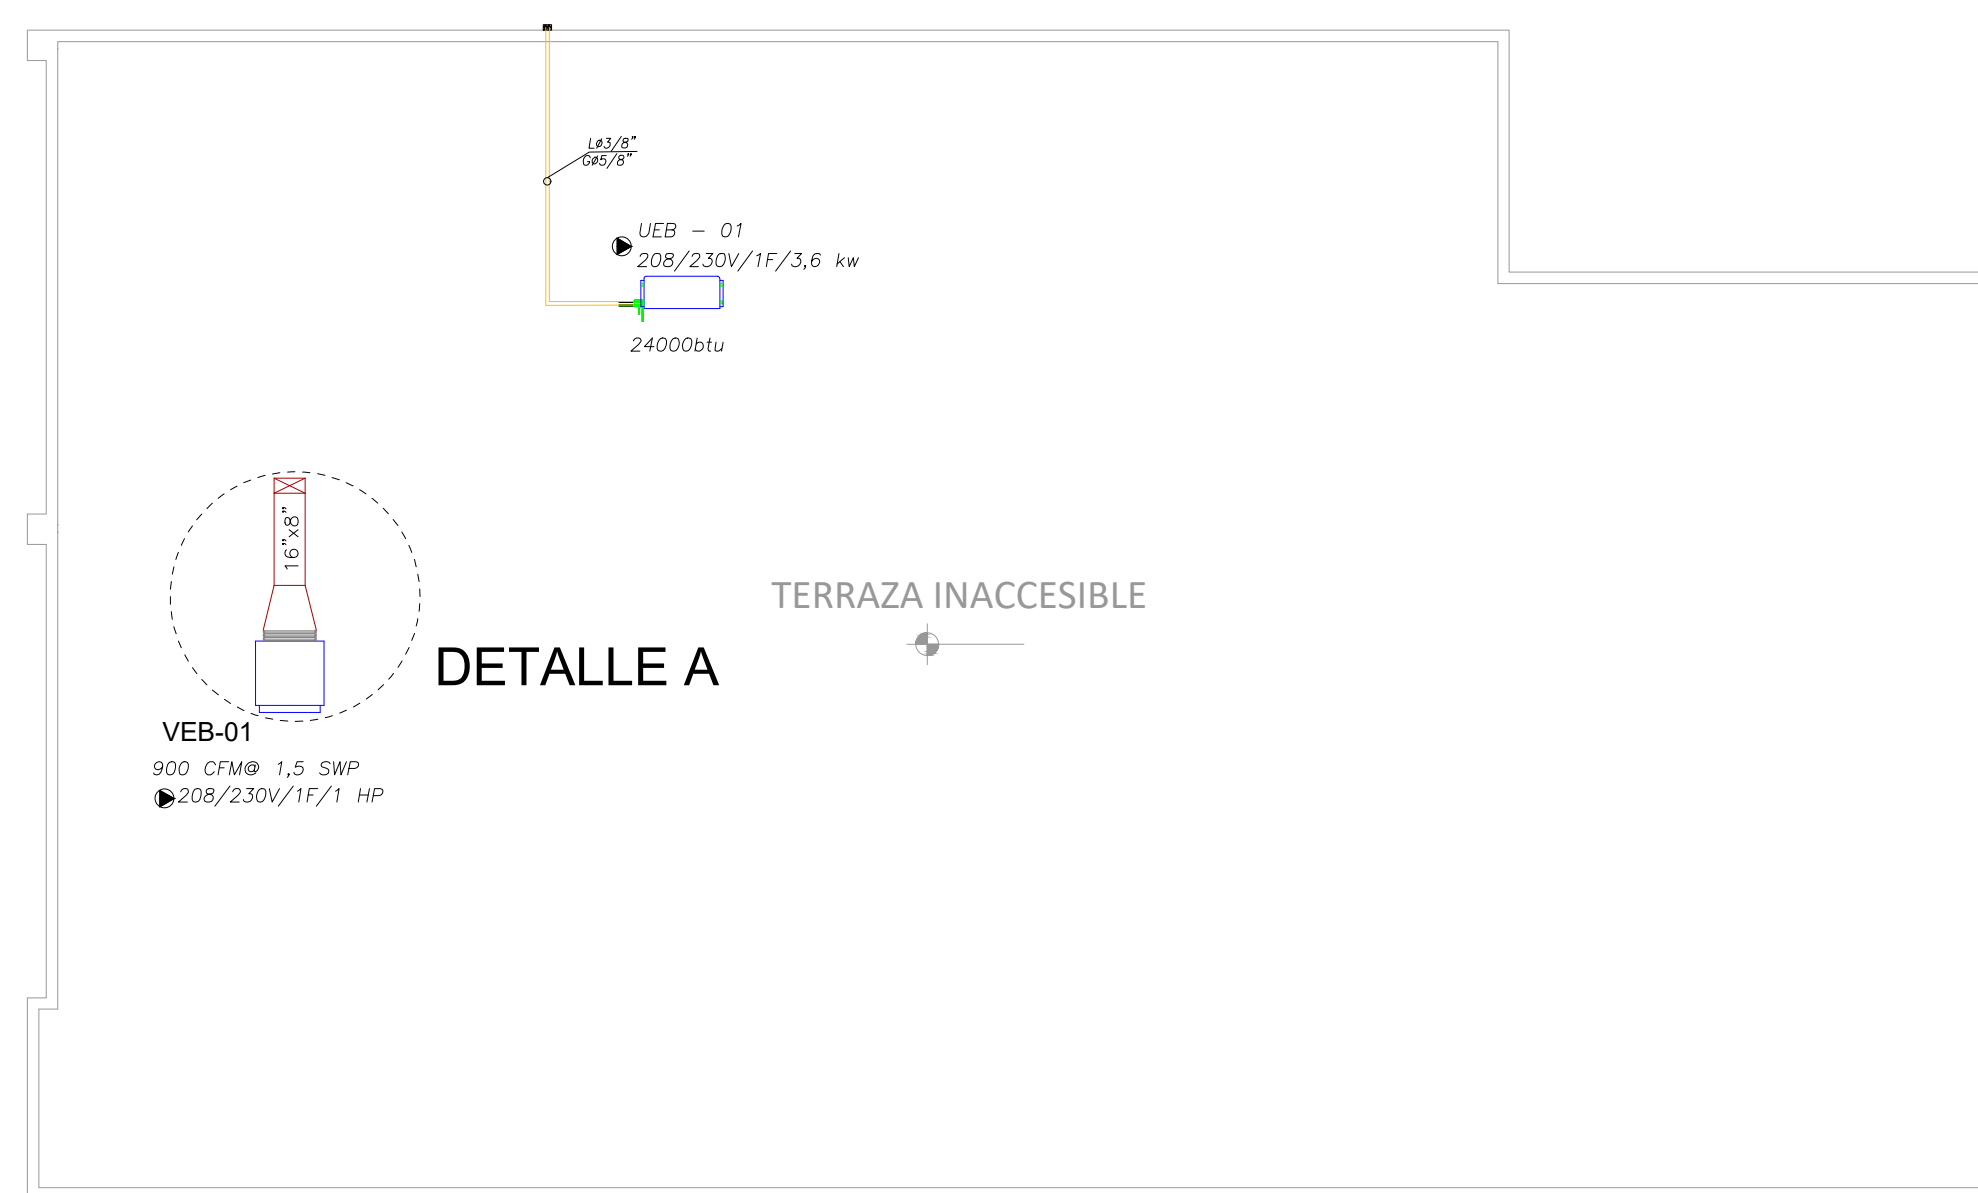 Lø3/8"
Gø5/8"
UEB - 01
208/230V/1F/3,6 kw
24000btu
16"x8"
TERRAZA INACCESIBLE
DETALLE A
VEB-01
900 CFM@ 1,5 SWP
208/230V/1F/1 HP